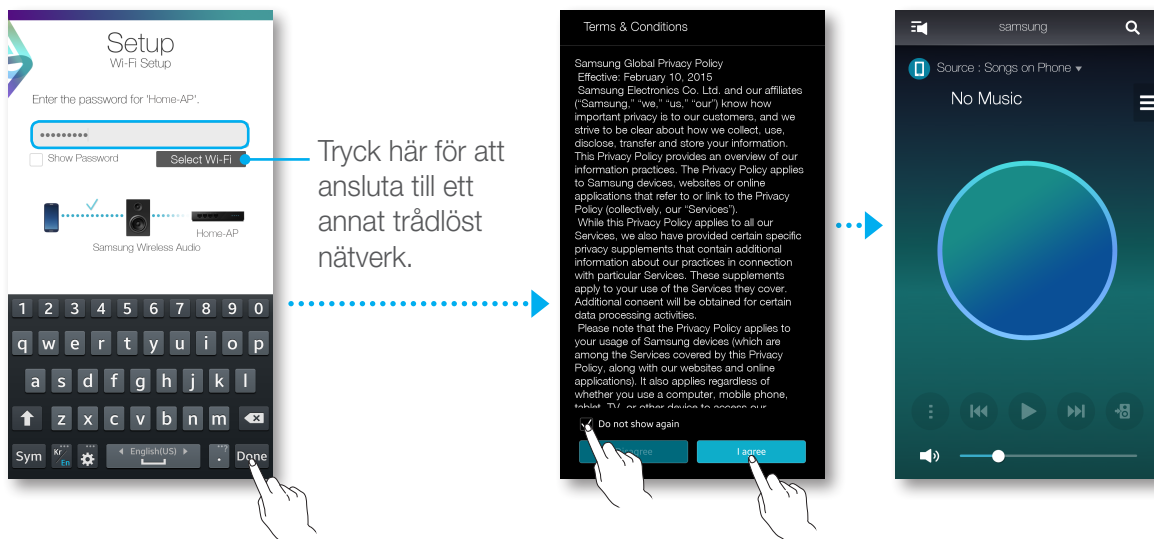 Setup
Wi-Fi Setup
Enter the password for 'Home-AP'.
•••••••••
Show Password
Select Wi-Fi
Home-AP
Samsung Wireless Audio
1 2 3 4 5 6 7 8 9 0
q w e r t y u i o p
a s d f g h j k l
z x c v b n m
Sym Kr En English(US) . Done
Tryck här för att
ansluta till ett
annat trådlöst
nätverk.
Terms & Conditions
Samsung Global Privacy Policy
Effective: February 10, 2015
Samsung Electronics Co. Ltd. and our affiliates
("Samsung," "we," "us," "our") know how
important privacy is to our customers, and we
strive to be clear about how we collect, use,
disclose, transfer and store your information.
This Privacy Policy provides an overview of our
information practices. The Privacy Policy applies
to Samsung devices, websites or online
applications that refer to or link to the Privacy
Policy (collectively, our "Services").
While this Privacy Policy applies to all our
Services, we also have provided certain specific
privacy supplements that contain additional
information about our practices in connection
with particular Services. These supplements
apply to your use of the Services they cover.
Additional consent will be obtained for certain
data processing activities.
Please note that the Privacy Policy applies to
your usage of Samsung devices (which are
among the Services covered by this Privacy
Policy, along with our websites and online
applications). It also applies regardless of
whether you use a computer, mobile phone,
tablet, TV, or other device to access our
Do not show again
I agree
samsung
Source : Songs on Phone
No Music